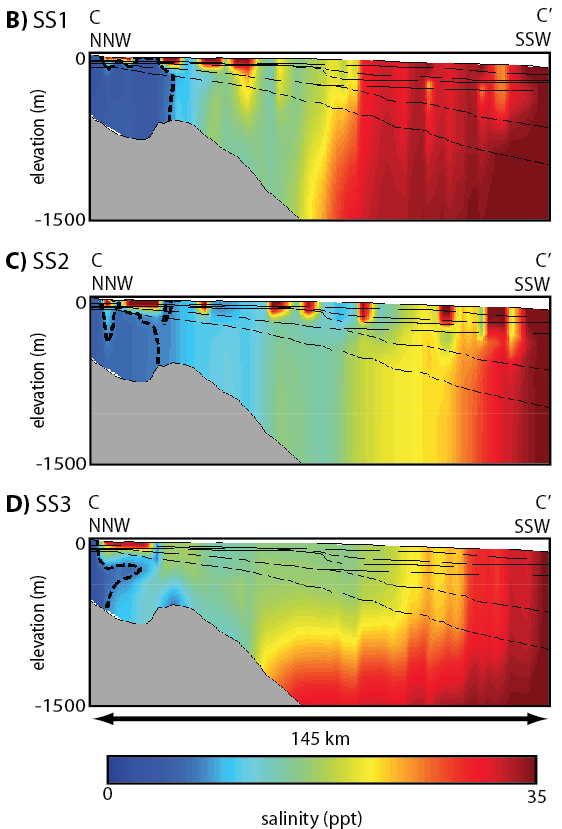 B) SS1
C C’
NNW SSW
0
elevation (m)
-1500
C) SS2
C C’
NNW SSW
0
elevation (m)
-1500
D) SS3
C C’
NNW SSW
0
elevation (m)
-1500
145 km
0 35
salinity (ppt)